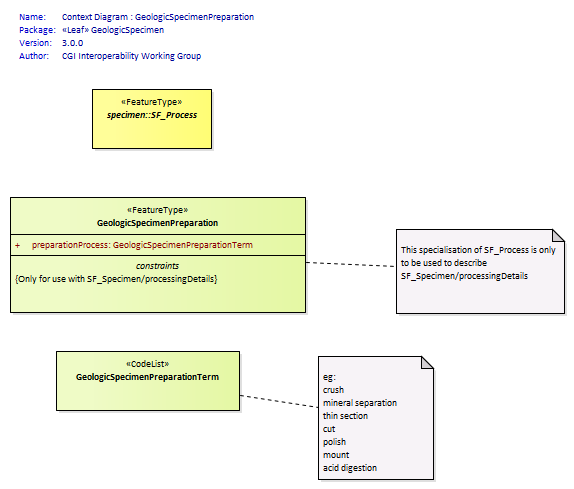 Name: Context Diagram : GeologicSpecimenPreparation
Package: «Leaf» GeologicSpecimen
Version: 3.0.0
Author: CGI Interoperability Working Group
«FeatureType»
specimen::SF_Process
«FeatureType»
GeologicSpecimenPreparation
+ preparationProcess: GeologicSpecimenPreparationTerm
constraints
{Only for use with SF_Specimen/processingDetails}
This specialisation of SF_Process is only
to be used to describe
SF_Specimen/processingDetails
«CodeList»
GeologicSpecimenPreparationTerm
eg:
crush
mineral separation
thin section
cut
polish
mount
acid digestion